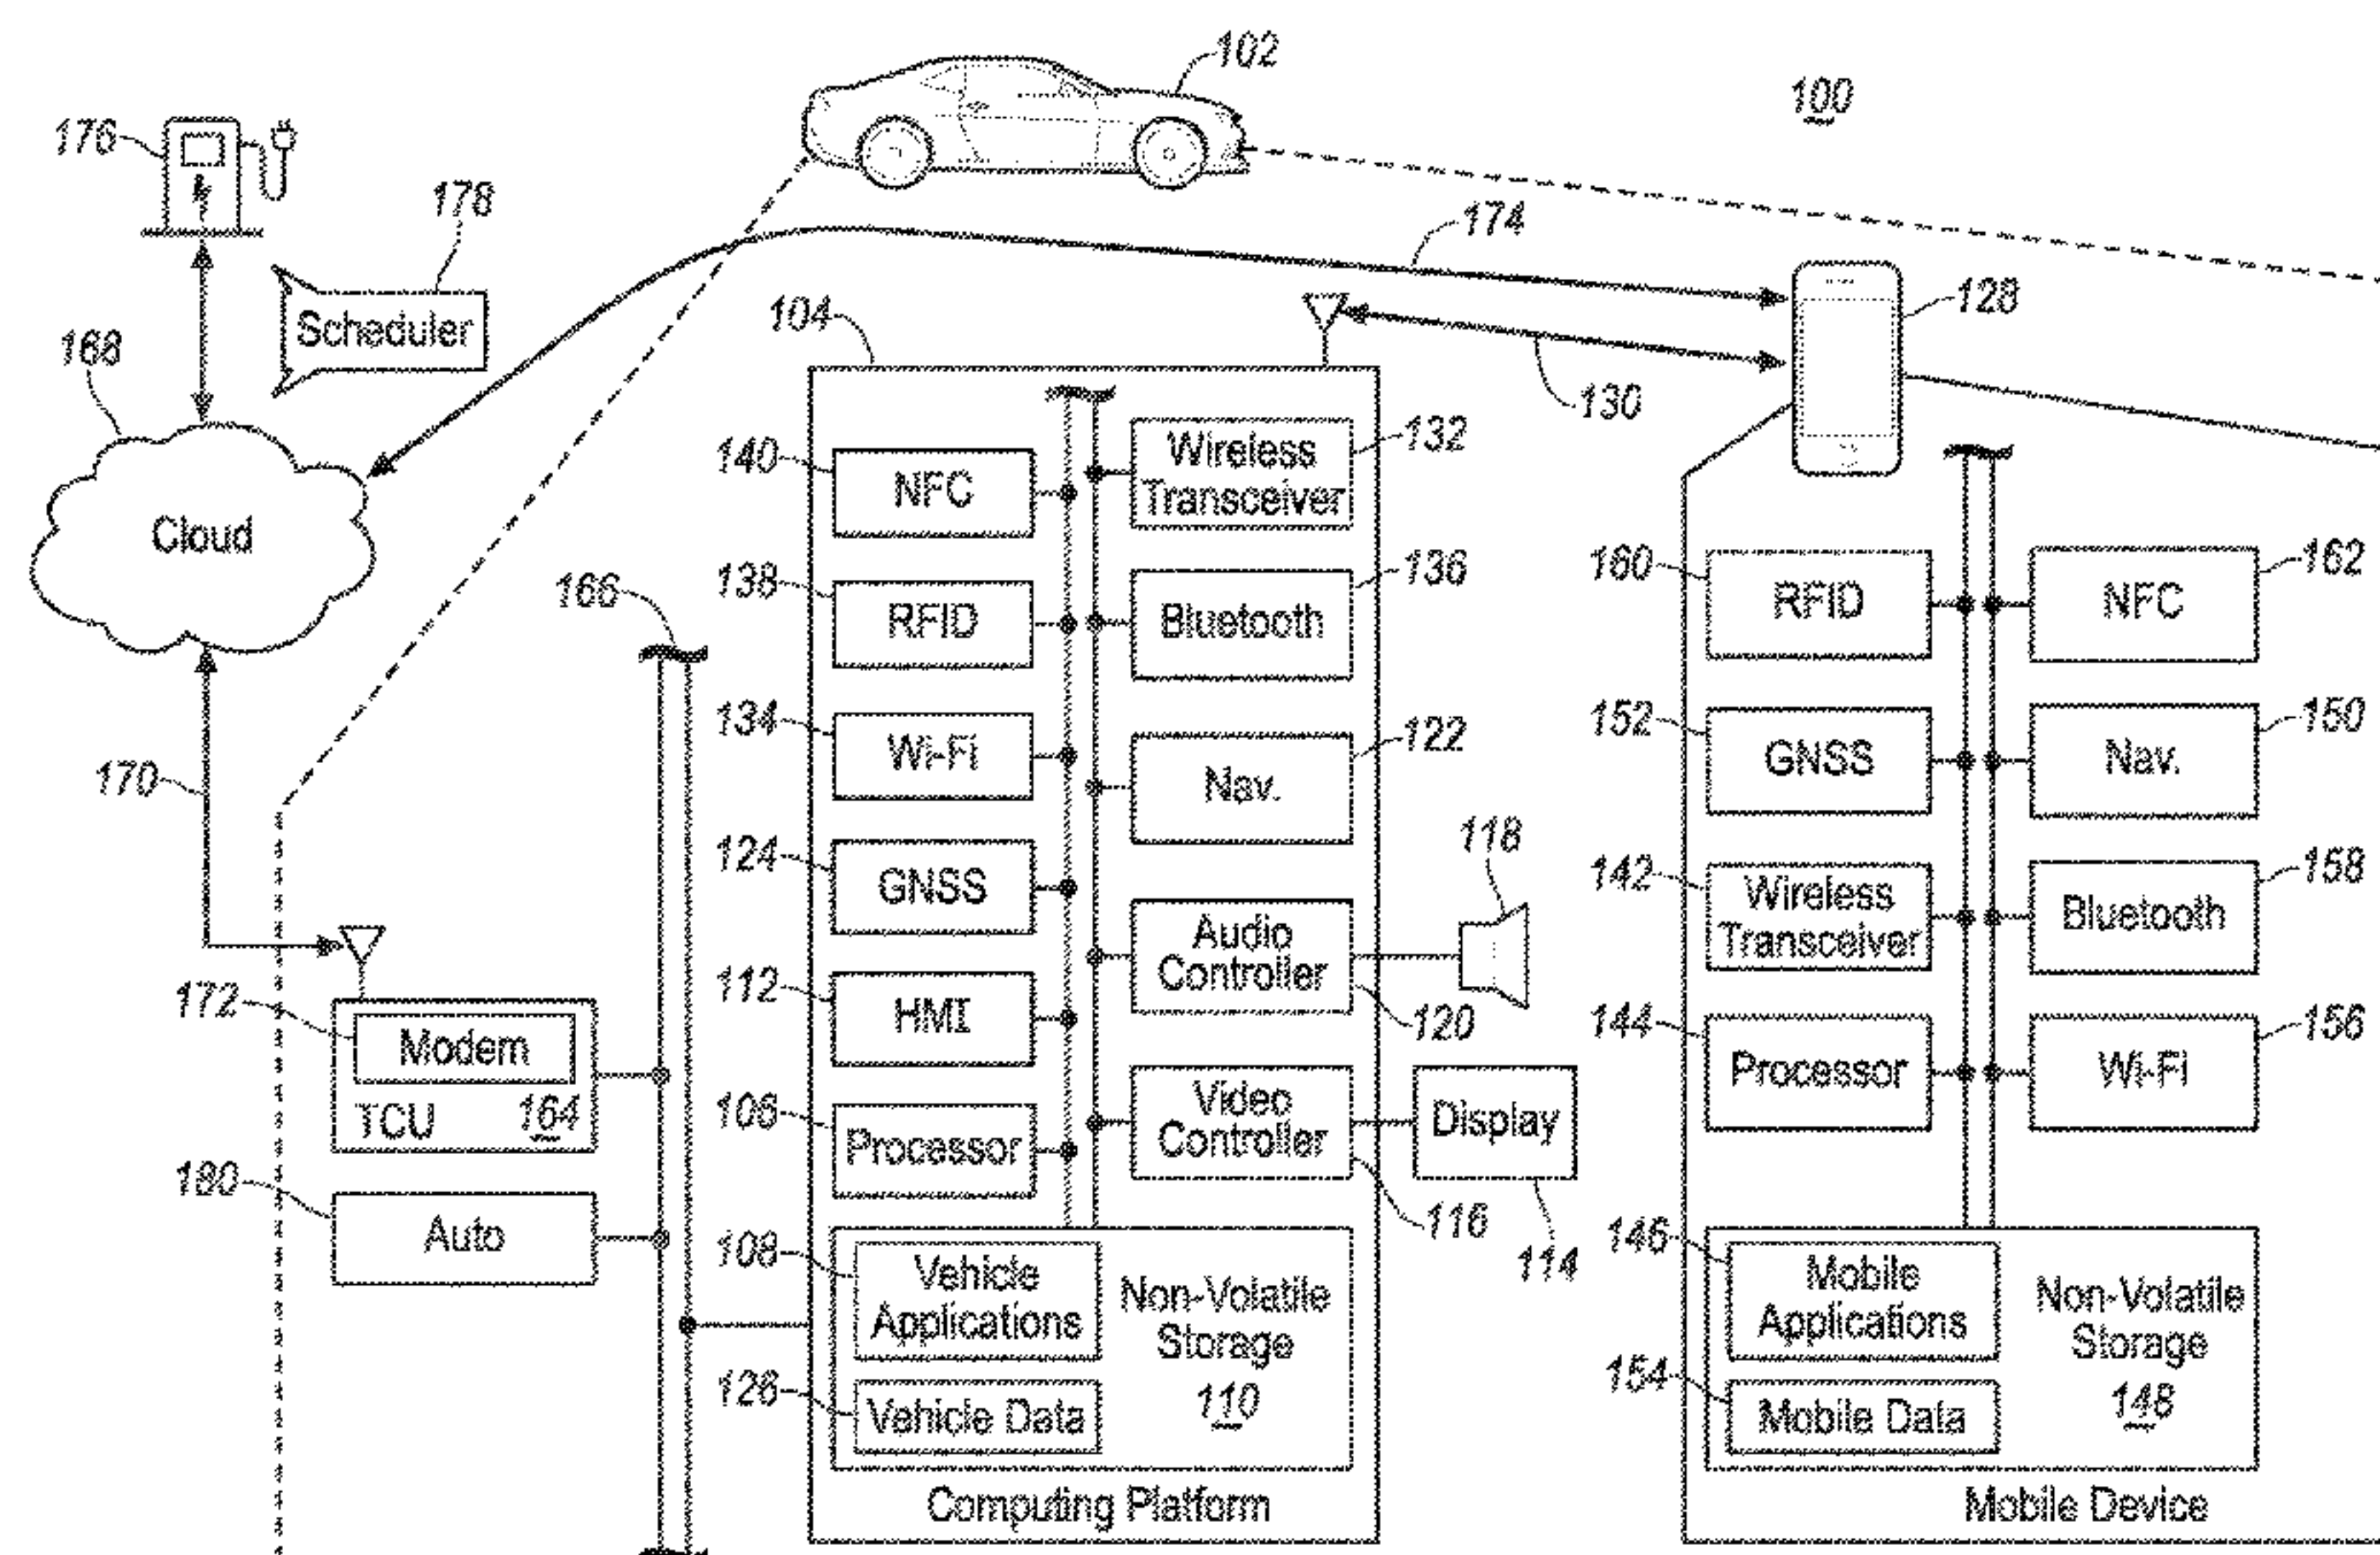 102
100
176
178
174
Scheduler
104
128
168
130
140
NFC
Wireless
Transceiver
132
Cloud
166
138
RFID
Bluetooth
136
160
RFID
NFC
162
170
134
Wi-Fi
Nav.
122
152
GNSS
Nav.
150
124
GNSS
Audio
Controller
118
120
142
Wireless
Transceiver
Bluetooth
158
172
Modem
TCU 164
112
HMI
144
Processor
Wi-Fi
156
106
Processor
Video
Controller
116
Display
114
180
Auto
108
Vehicle
Applications
Non-Volatile
Storage
110
126
Vehicle Data
Computing Platform
146
Mobile
Applications
Non-Volatile
Storage
148
154
Mobile Data
Mobile Device